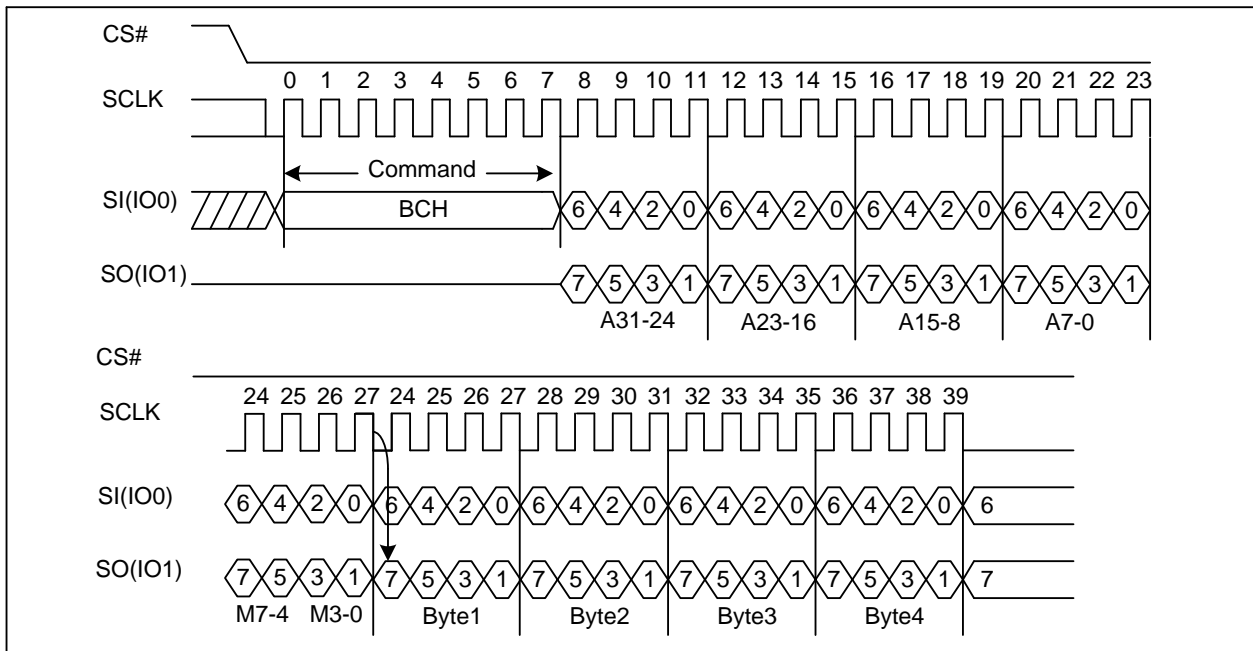 CS#
0 1 2 3 4 5 6 7 8 9 10 11 12 13 14 15 16 17 18 19 20 21 22 23
SCLK
Command
SI(IO0) BCH 6 4 2 0 6 4 2 0 6 4 2 0 6 4 2 0
SO(IO1) 7 5 3 1 7 5 3 1 7 5 3 1 7 5 3 1
A31-24 A23-16 A15-8 A7-0
CS#
24 25 26 27 24 25 26 27 28 29 30 31 32 33 34 35 36 37 38 39
SCLK
SI(IO0) 6 4 2 0 6 4 2 0 6 4 2 0 6 4 2 0 6 4 2 0 6
SO(IO1) 7 5 3 1 7 5 3 1 7 5 3 1 7 5 3 1 7 5 3 1 7
M7-4 M3-0 Byte1 Byte2 Byte3 Byte4